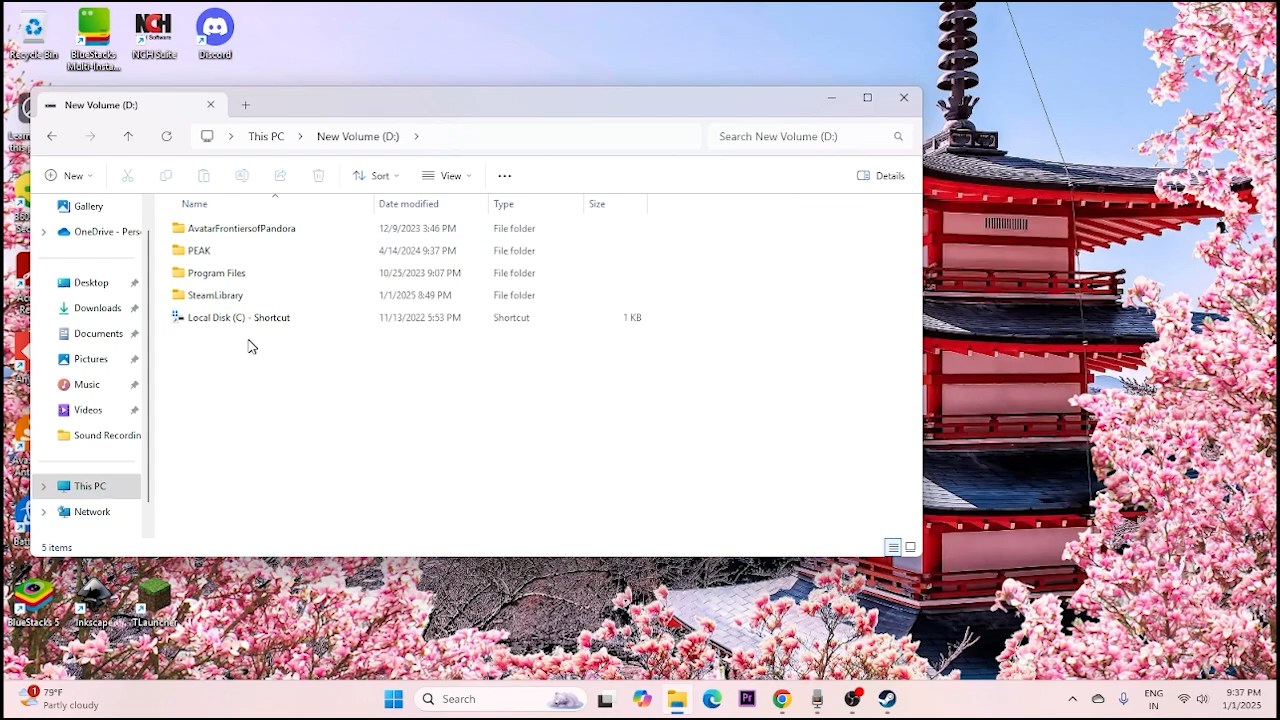 Recycle Bin
BlueStacks
Multi-Insta...
NCH Suite
Discord
New Volume (D:)
This PC
New Volume (D:)
Search New Volume (D:)
New
Sort
View
Details
Name
Date modified
Type
Size
Gallery
OneDrive - Pers
Desktop
Downloads
Documents
Pictures
Music
Videos
Sound Recordin
This PC
Network
AvatarFrontiersofPandora 12/9/2023 3:46 PM File folder
PEAK 4/14/2024 9:37 PM File folder
Program Files 10/25/2023 9:07 PM File folder
SteamLibrary 1/1/2025 8:49 PM File folder
Local Disk (C) - Shortcut 11/13/2022 5:53 PM Shortcut 1 KB
5 items
BlueStacks 5
Inkscape
TLauncher
1
79°F
Partly cloudy
Search
Pr
ENG
IN
9:37 PM
1/1/2025